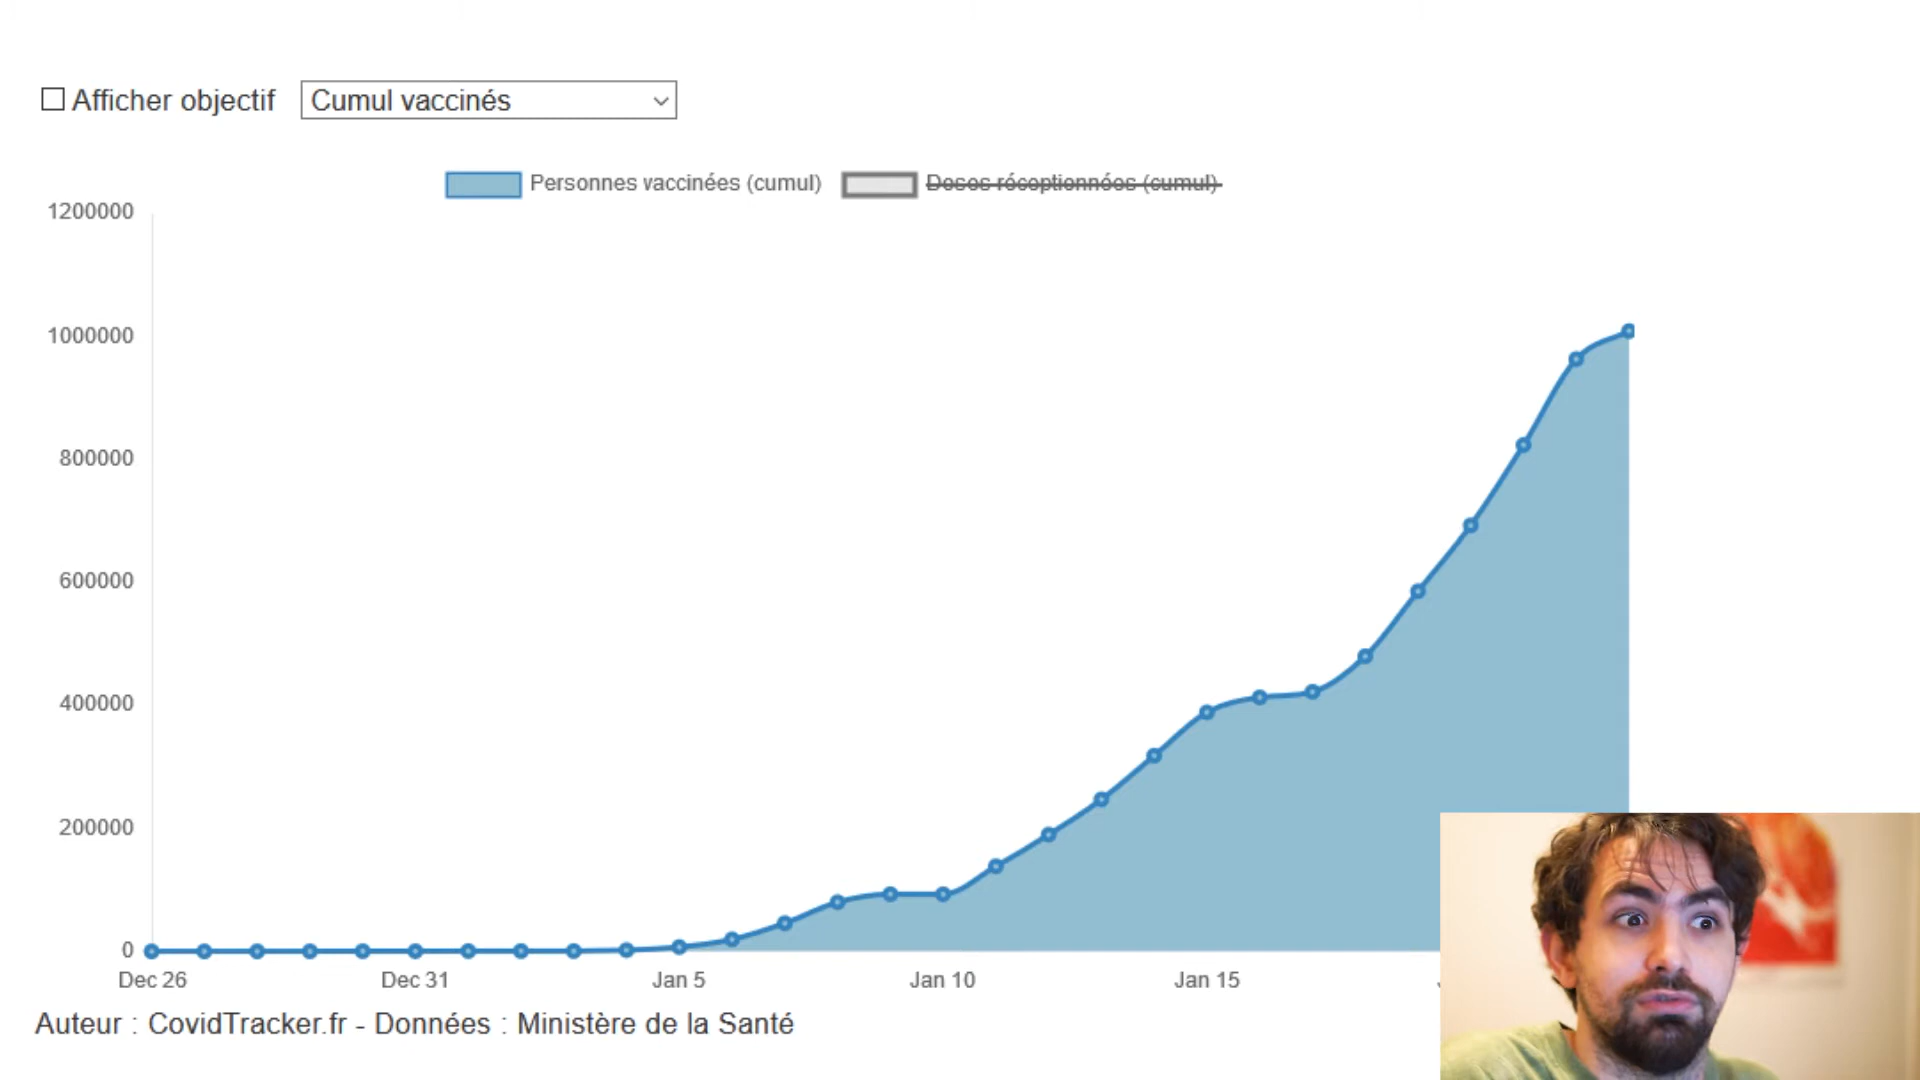 Afficher objectif
Cumul vaccinés
Personnes vaccinées (cumul)
Doses réceptionnées (cumul)
1200000
1000000
800000
600000
400000
200000
0
Dec 26
Dec 31
Jan 5
Jan 10
Jan 15
Auteur : CovidTracker.fr - Données : Ministère de la Santé